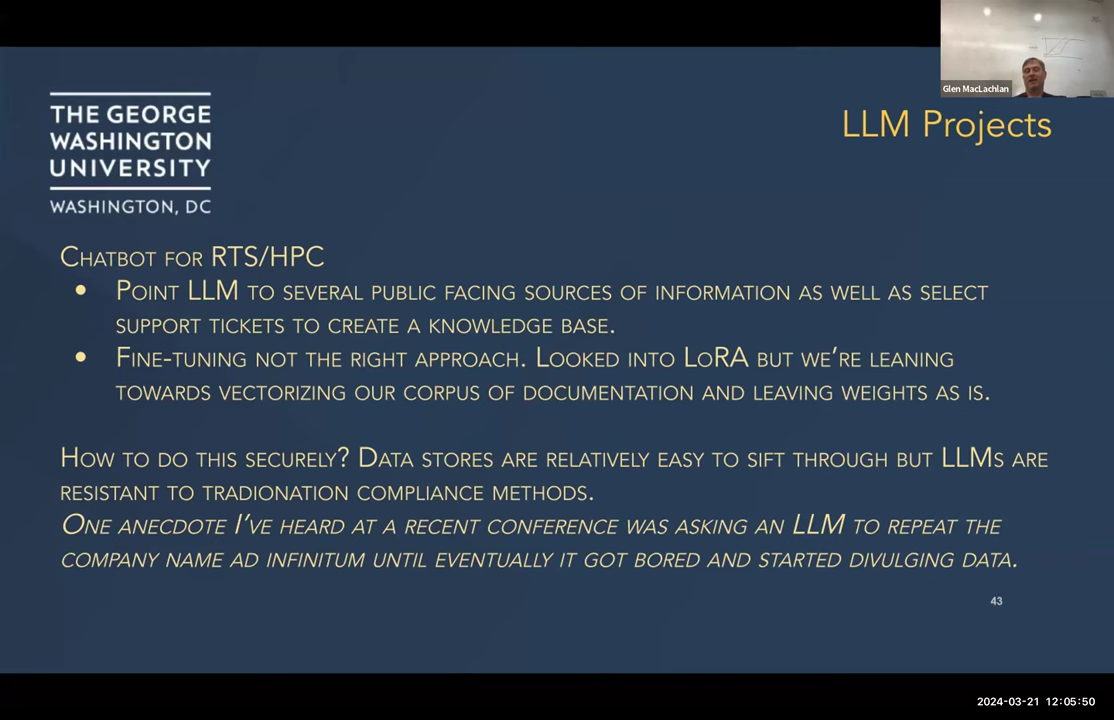 Glen MacLachlan
THE GEORGE
WASHINGTON
UNIVERSITY
WASHINGTON, DC
LLM Projects
Chatbot for RTS/HPC
• Point LLM to several public facing sources of information as well as select
support tickets to create a knowledge base.
• Fine-tuning not the right approach. Looked into LoRA but we're leaning
towards vectorizing our corpus of documentation and leaving weights as is.
How to do this securely? Data stores are relatively easy to sift through but LLMs are
resistant to tradionation compliance methods.
One anecdote I've heard at a recent conference was asking an LLM to repeat the
company name ad infinitum until eventually it got bored and started divulging data.
43
2024-03-21 12:05:50